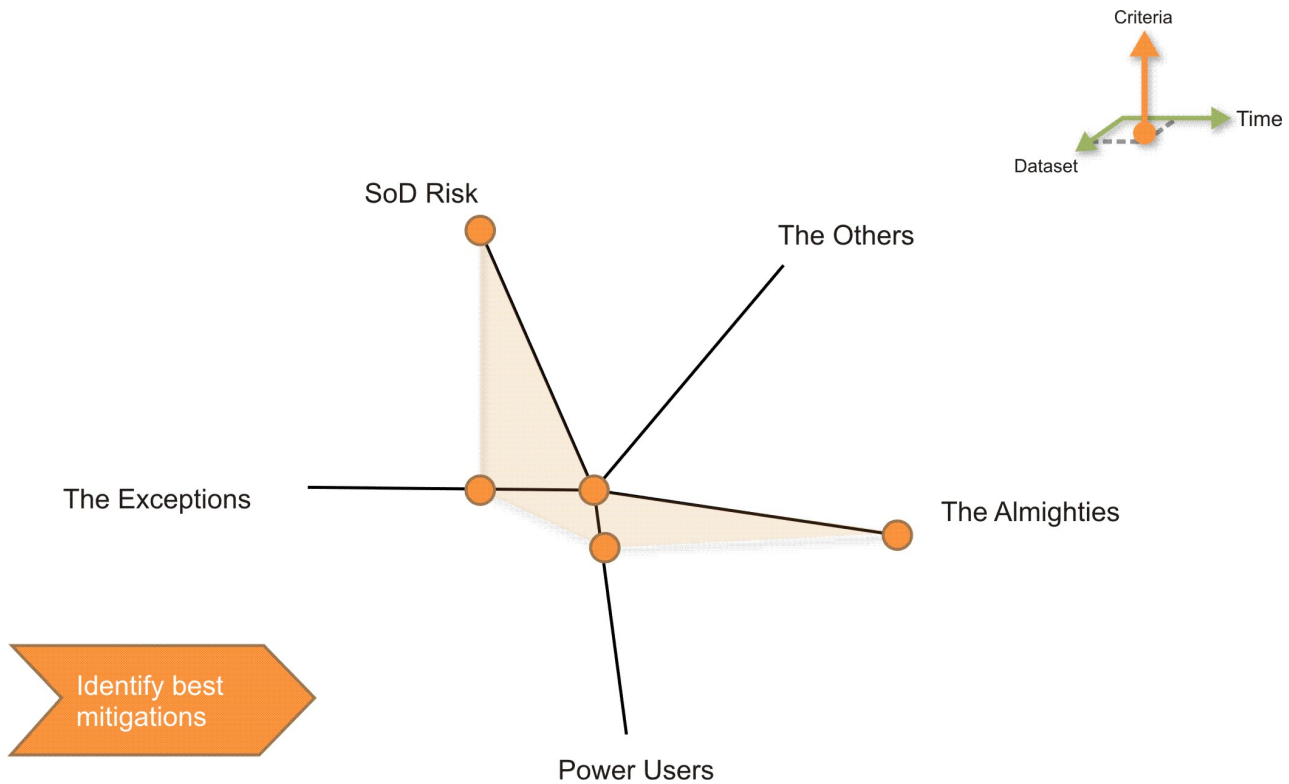 Criteria
Time
Dataset
SoD Risk
The Others
The Exceptions
The Almighties
Identify best
mitigations
Power Users